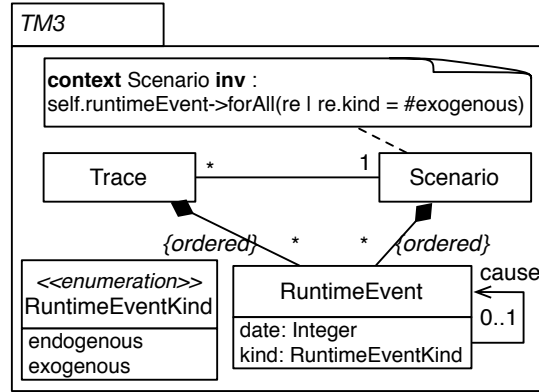 TM3
context Scenario inv :
self.runtimeEvent->forAll(re | re.kind = #exogenous)
Trace
*
1
Scenario
{ordered}
*
*
{ordered}
<<enumeration>>
RuntimeEventKind
endogenous
exogenous
RuntimeEvent
date: Integer
kind: RuntimeEventKind
cause
0..1